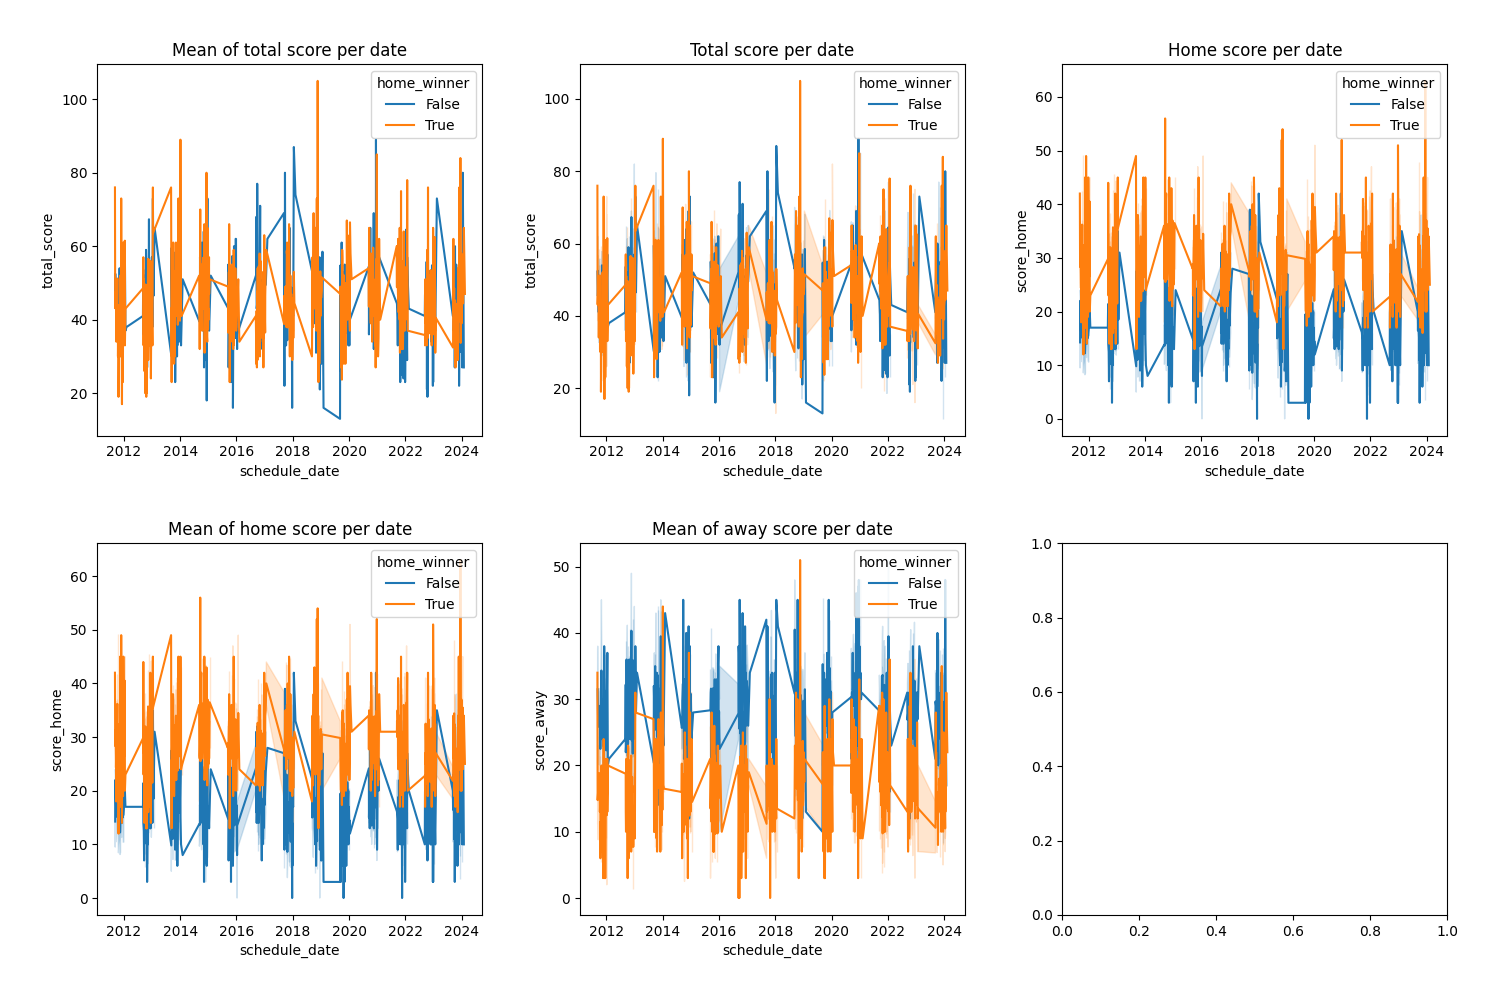 Mean of total score per date
total_score
100
80
60
40
20
home_winner
False
True
2012 2014 2016 2018 2020 2022 2024
schedule_date
Total score per date
total_score
100
80
60
40
20
home_winner
False
True
2012 2014 2016 2018 2020 2022 2024
schedule_date
Home score per date
score_home
60
50
40
30
20
10
0
home_winner
False
True
2012 2014 2016 2018 2020 2022 2024
schedule_date
Mean of home score per date
score_home
60
50
40
30
20
10
0
home_winner
False
True
2012 2014 2016 2018 2020 2022 2024
schedule_date
Mean of away score per date
score_away
50
40
30
20
10
0
home_winner
False
True
2012 2014 2016 2018 2020 2022 2024
schedule_date
1.0
0.8
0.6
0.4
0.2
0.0
0.0 0.2 0.4 0.6 0.8 1.0